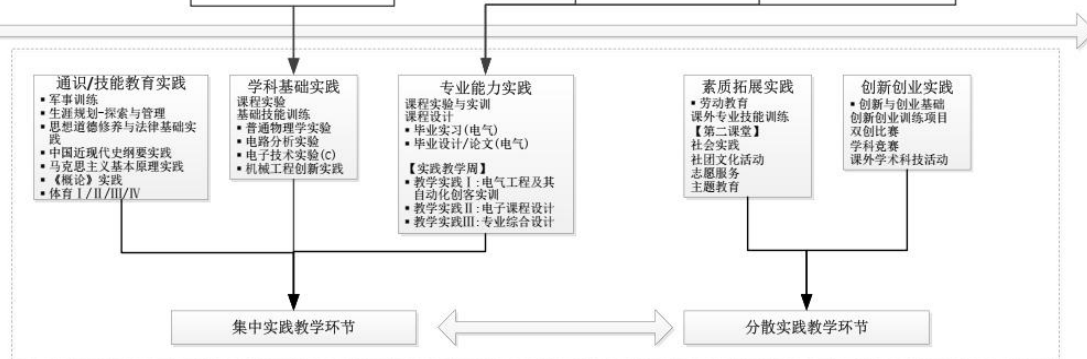 通识/技能教育实践
▪ 军事训练
▪ 生涯规划-探索与管理
▪ 思想道德修养与法律基础实
践
▪ 中国近现代史纲要实践
▪ 马克思主义基本原理实践
▪ 《概论》实践
▪ 体育Ⅰ/Ⅱ/Ⅲ/Ⅳ
学科基础实践
课程实验
基础技能训练
▪ 普通物理学实验
▪ 电路分析实验
▪ 电子技术实验(C)
▪ 机械工程创新实践
专业能力实践
课程实验与实训
课程设计
▪ 毕业实习(电气)
▪ 毕业设计/论文(电气)
【实践教学周】
▪ 教学实践Ⅰ:电气工程及其
自动化创客实训
▪ 教学实践Ⅱ:电子课程设计
▪ 教学实践Ⅲ:专业综合设计
素质拓展实践
▪ 劳动教育
课外专业技能训练
【第二课堂】
社会实践
社团文化活动
志愿服务
主题教育
创新创业实践
▪ 创新与创业基础
创新创业训练项目
双创比赛
学科竞赛
课外学术科技活动
集中实践教学环节
分散实践教学环节